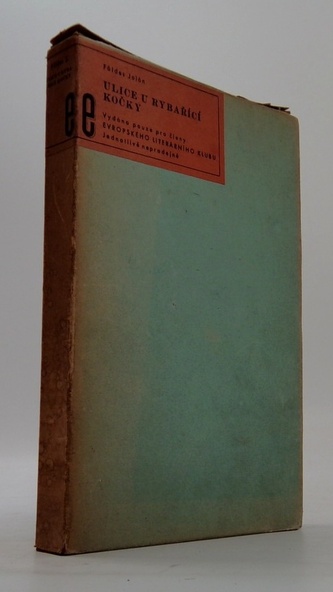 Földes Jolán
ULICE U RYBAŘÍCÍ
KOČKY
Vydáno pouze pro členy
EVROPSKÉHO LITERÁRNÍHO KLUBU
Jednotlivě neprodejné